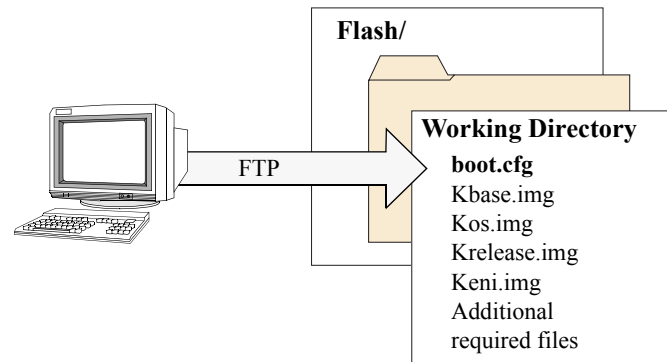 Flash/
Working Directory
FTP
boot.cfg
Kbase.img
Kos.img
Krelease.img
Keni.img
Additional
required files